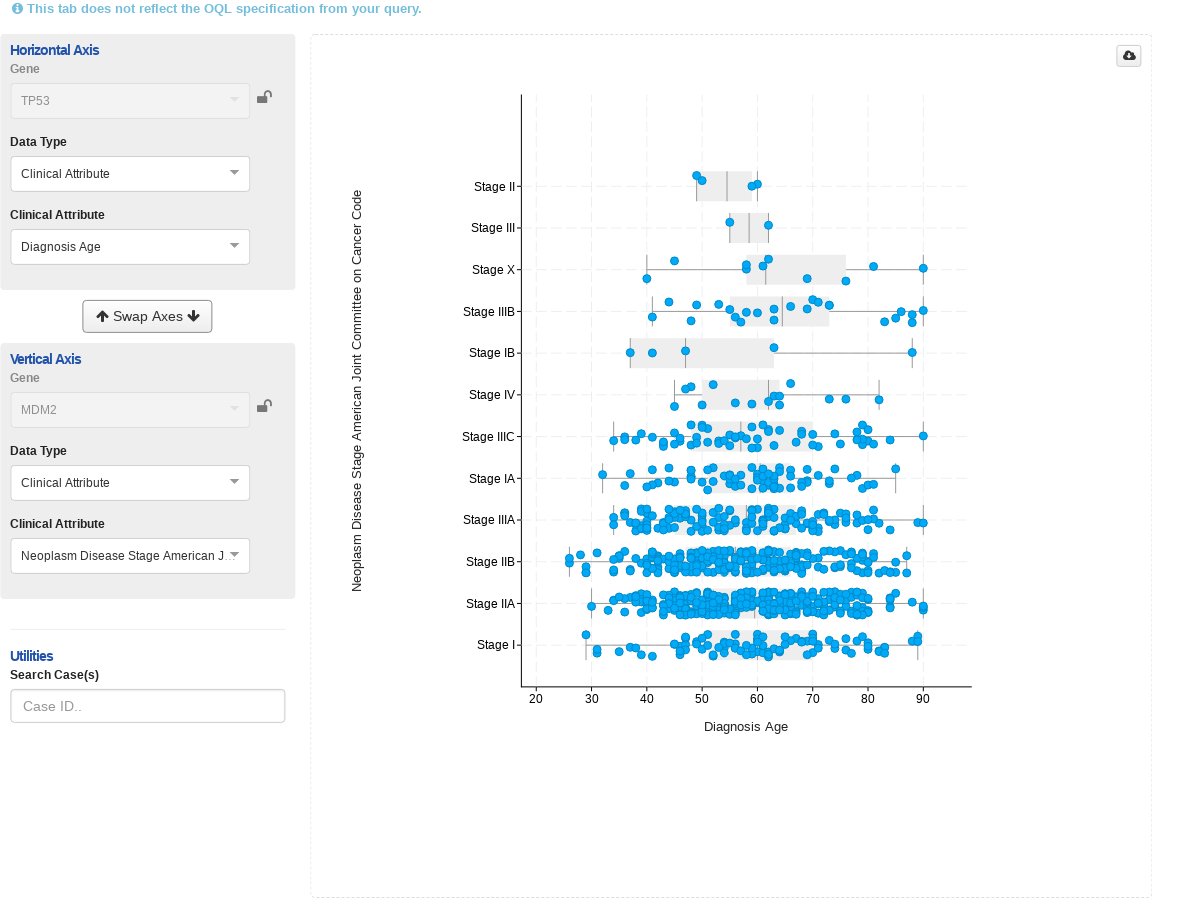 This tab does not reflect the OQL specification from your query.
Horizontal Axis
Gene
TP53
Data Type
Clinical Attribute
Clinical Attribute
Diagnosis Age
Swap Axes
Vertical Axis
Gene
MDM2
Data Type
Clinical Attribute
Clinical Attribute
Neoplasm Disease Stage American J...
Utilities
Search Case(s)
Case ID..
Neoplasm Disease Stage American Joint Committee on Cancer Code
Stage II
Stage III
Stage X
Stage IIIB
Stage IB
Stage IV
Stage IIIC
Stage IA
Stage IIIA
Stage IIB
Stage IIA
Stage I
20 30 40 50 60 70 80 90
Diagnosis Age